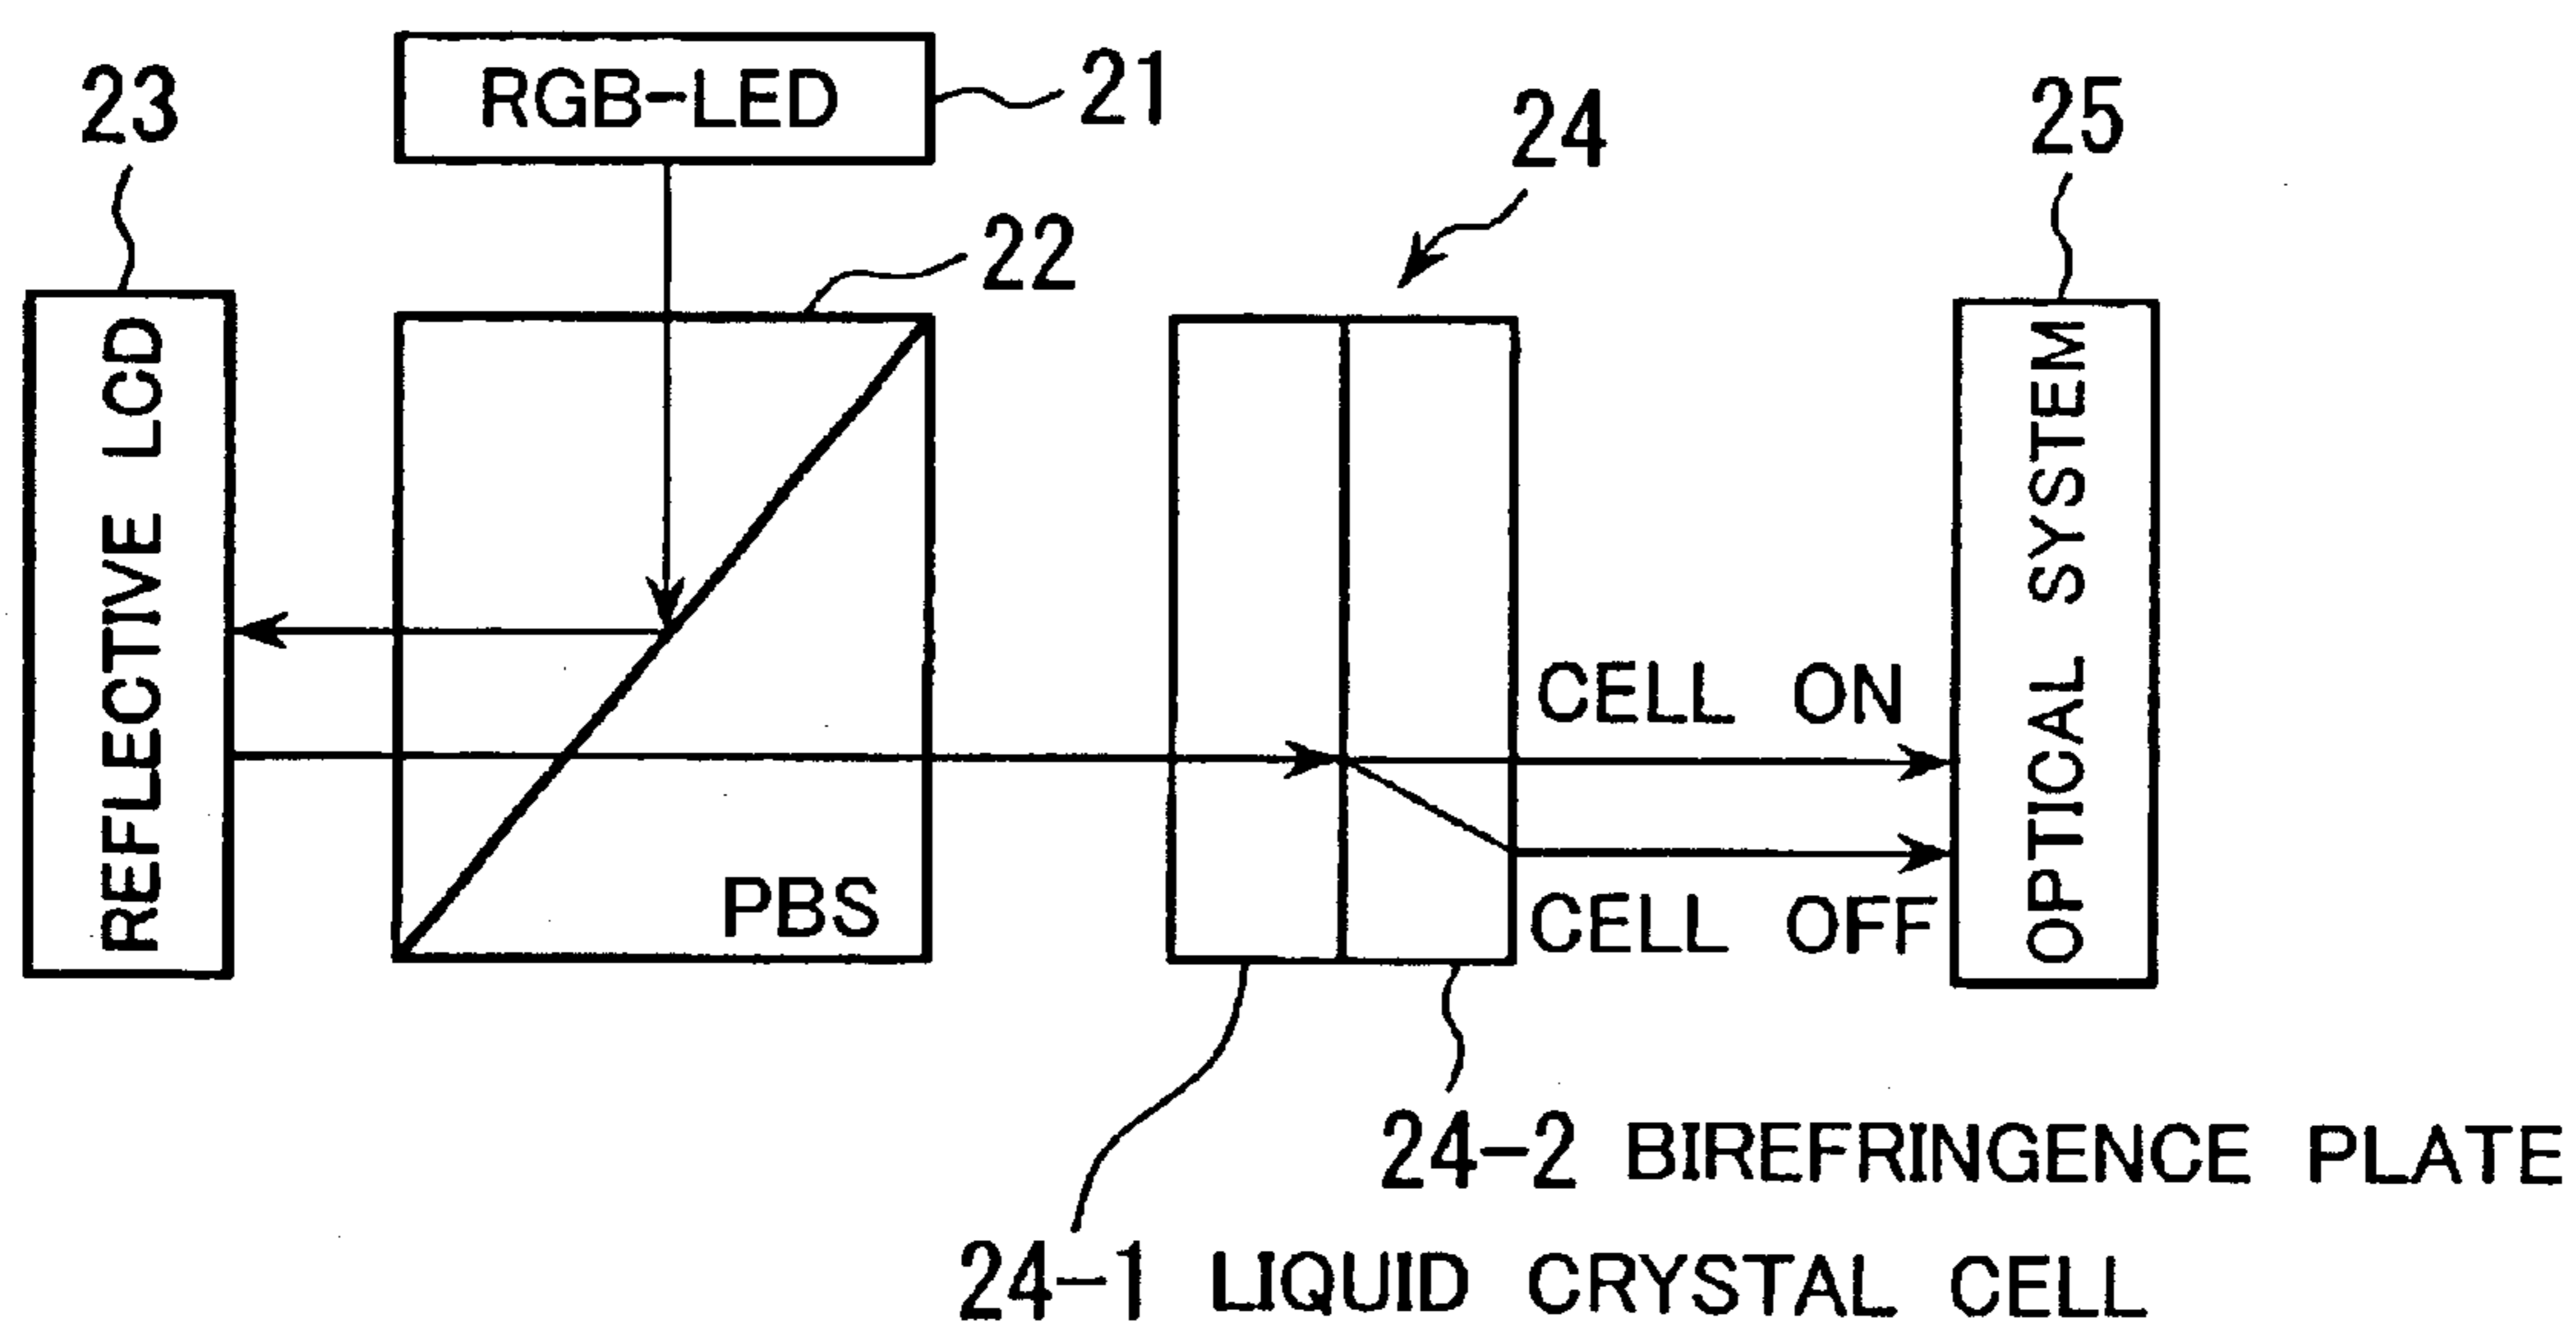 RGB-LED
21
23
24
25
22
REFLECTIVE LCD
OPTICAL SYSTEM
CELL ON
PBS
CELL OFF
24-2 BIREFRINGENCE PLATE
24-1 LIQUID CRYSTAL CELL